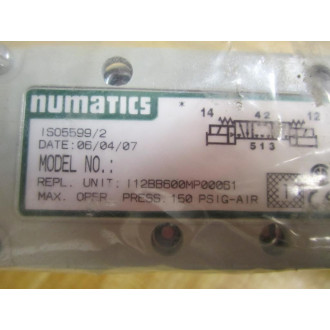 numatics
ISO5599/2
DATE:06/04/07
MODEL NO.:
REPL. UNIT: I12BB600MP00061
MAX. OPER. PRESS: 150 PSIG-AIR
14 4 2 12
5 1 3